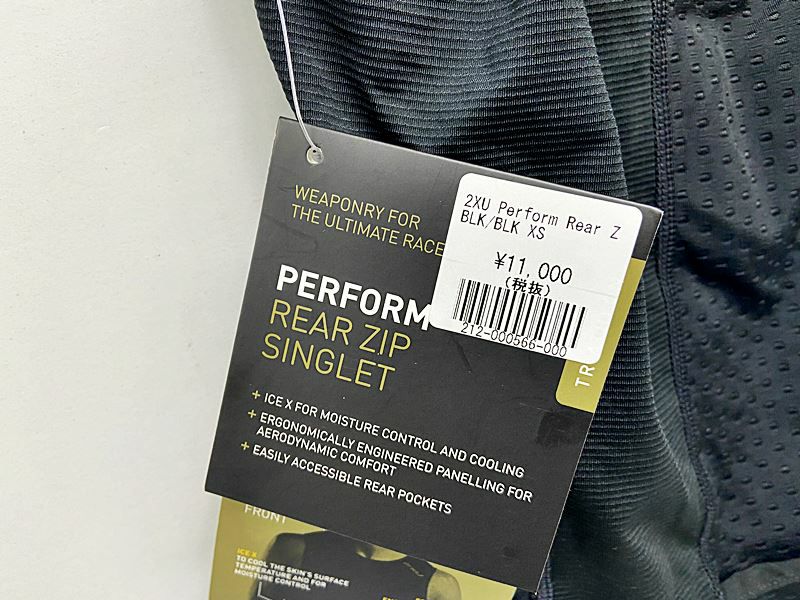 WEAPONRY FOR
THE ULTIMATE RACE
2XU Perform Rear Z
BLK/BLK XS
¥11,000
(税抜)
212-000566-000
PERFORM
REAR ZIP
SINGLET
TR
+ ICE X FOR MOISTURE CONTROL AND COOLING
+ ERGONOMICALLY ENGINEERED PANELLING FOR
AERODYNAMIC COMFORT
+ EASILY ACCESSIBLE REAR POCKETS
FRONT
ICE X
TO COOL THE SKIN'S SURFACE
TEMPERATURE AND FOR
MOISTURE CONTROL